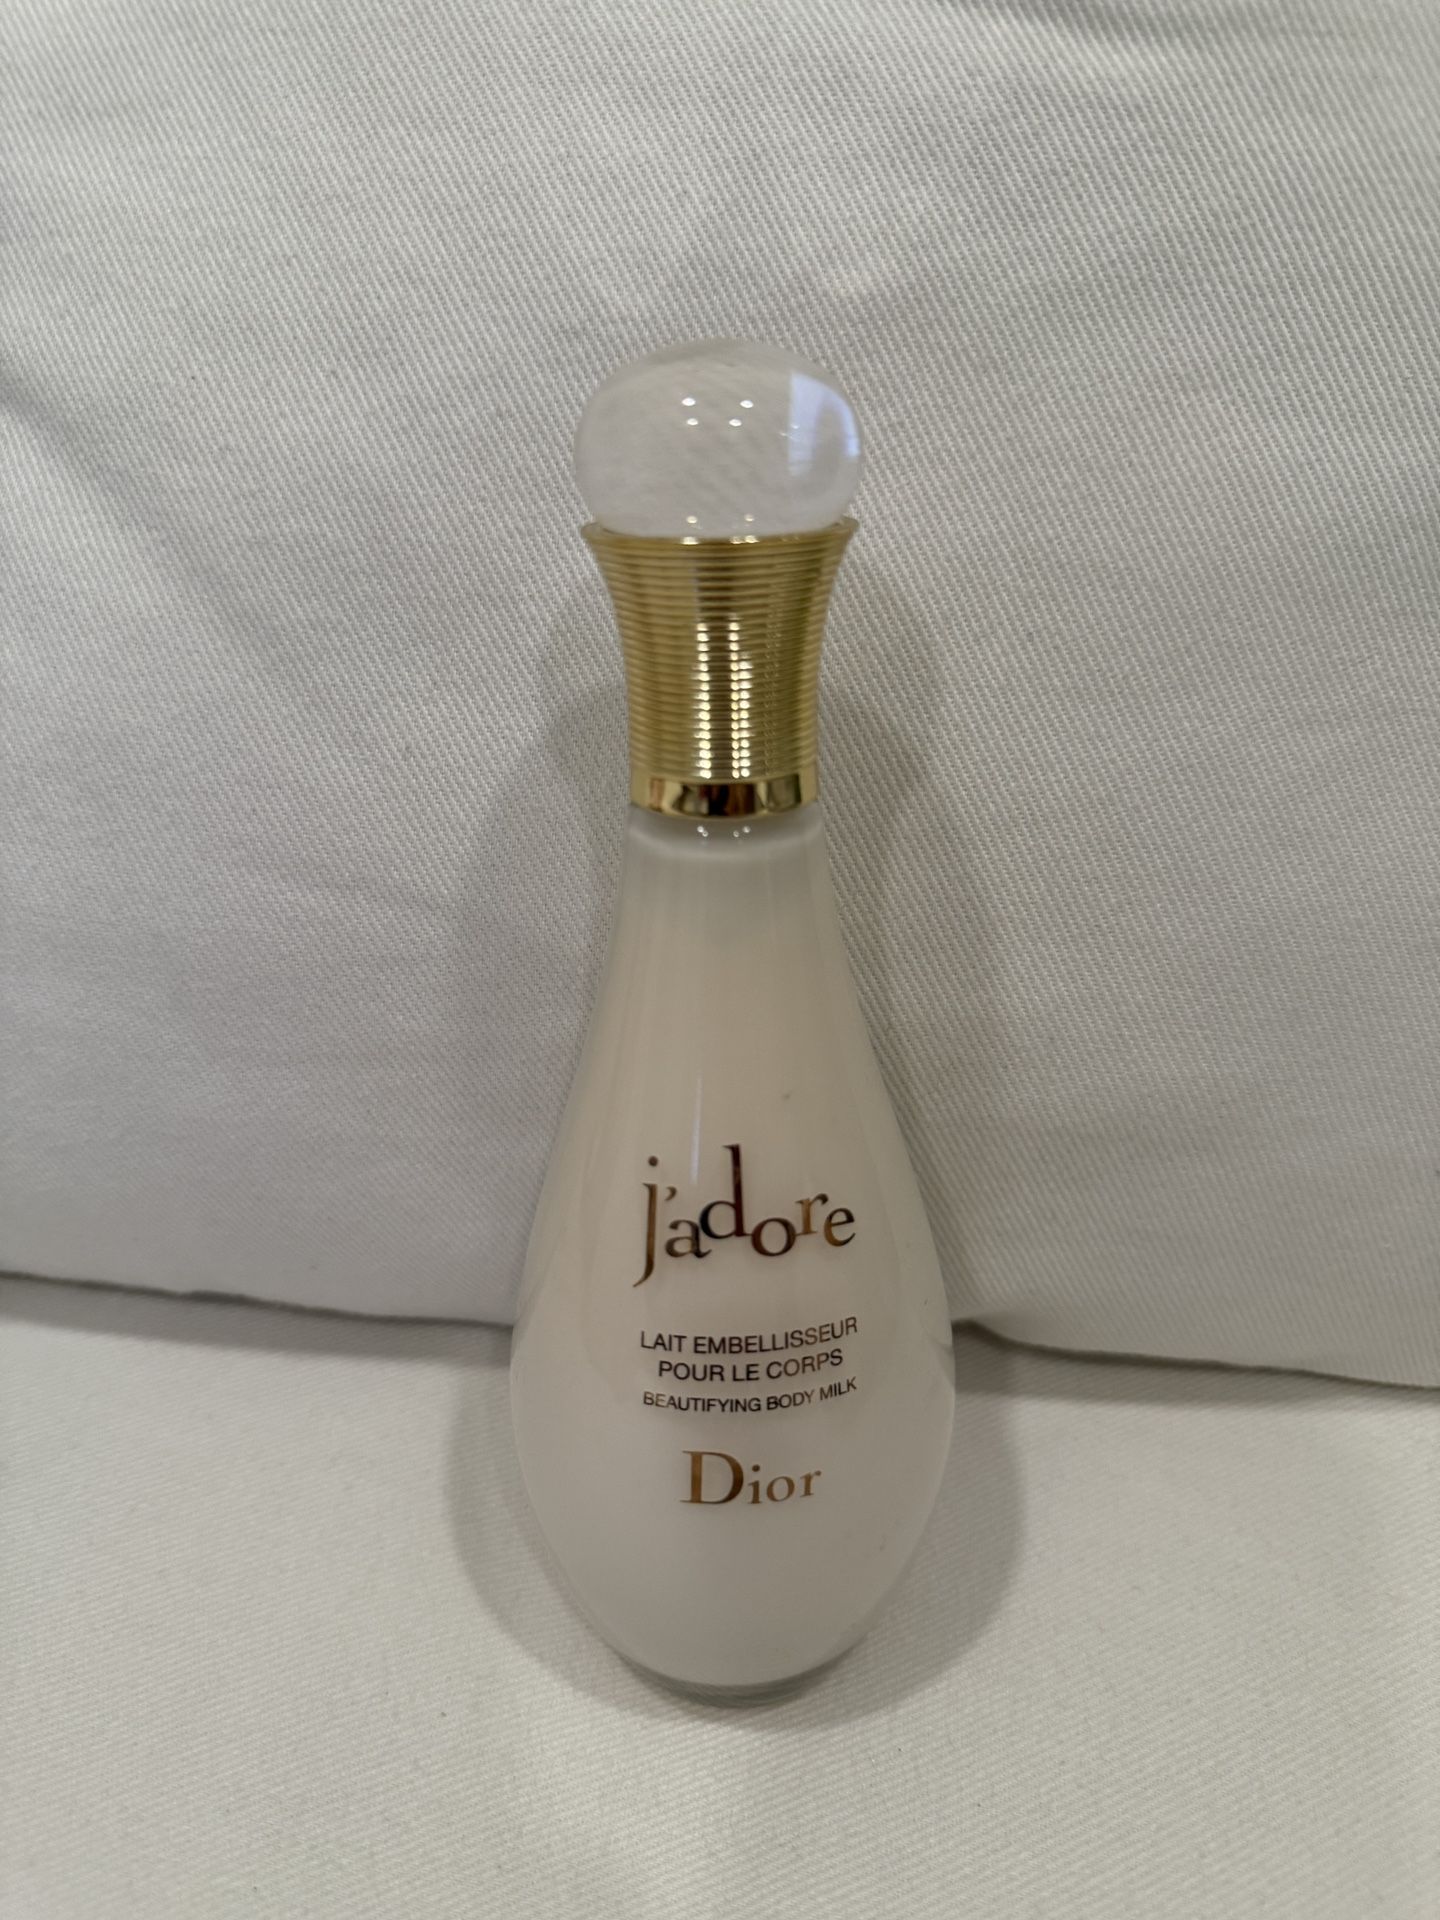 j'adore
LAIT EMBELLISSEUR
POUR LE CORPS
BEAUTIFYING BODY MILK
Dior